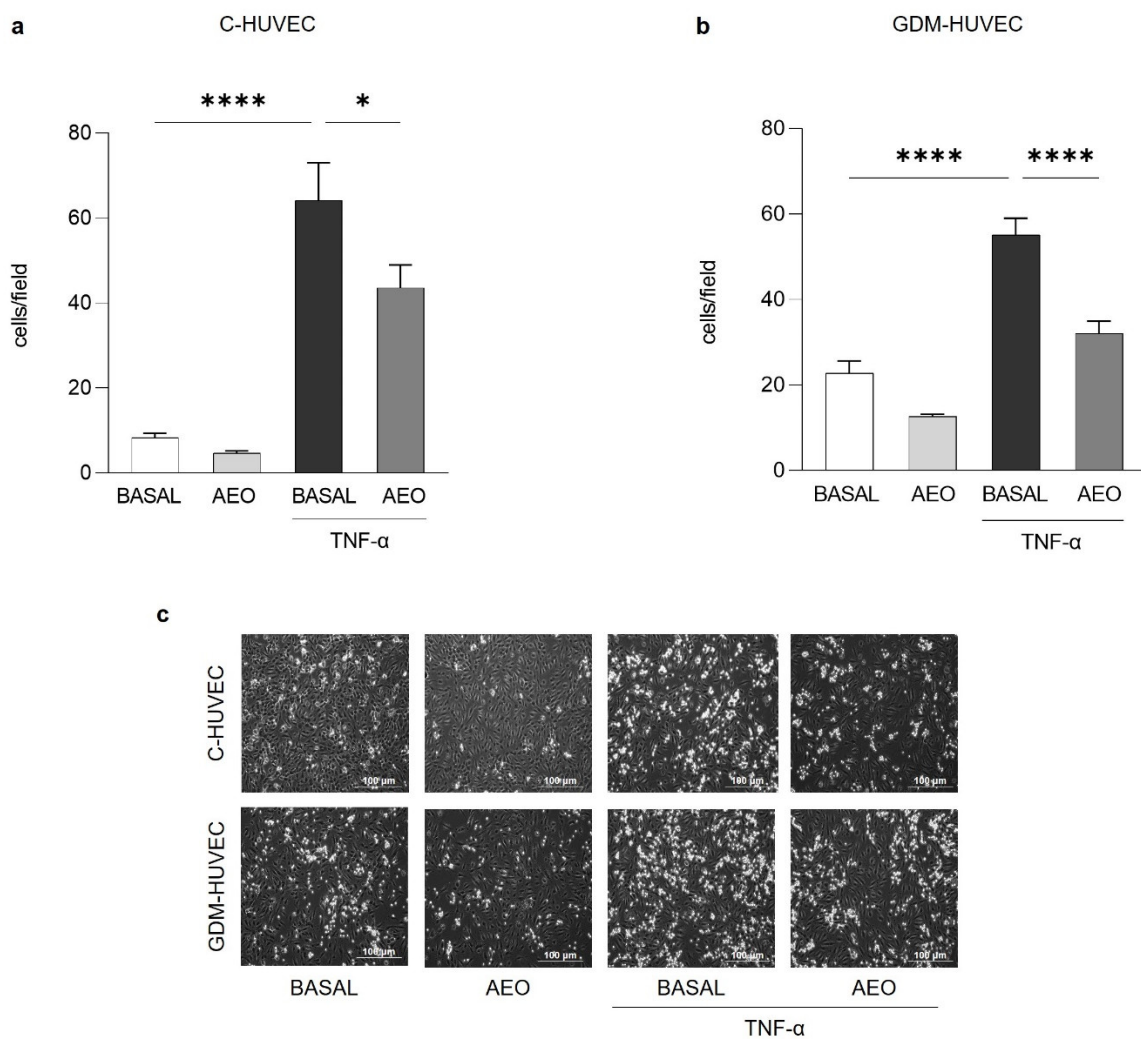 a
C-HUVEC
cells/field
80
60
40
20
0
**** *
BASAL AEO BASAL AEO
TNF-α
b
GDM-HUVEC
cells/field
80
60
40
20
0
**** ****
BASAL AEO BASAL AEO
TNF-α
c
C-HUVEC
100 µm 100 µm 100 µm 100 µm
GDM-HUVEC
100 µm 100 µm 100 µm 100 µm
BASAL AEO BASAL AEO
TNF-α